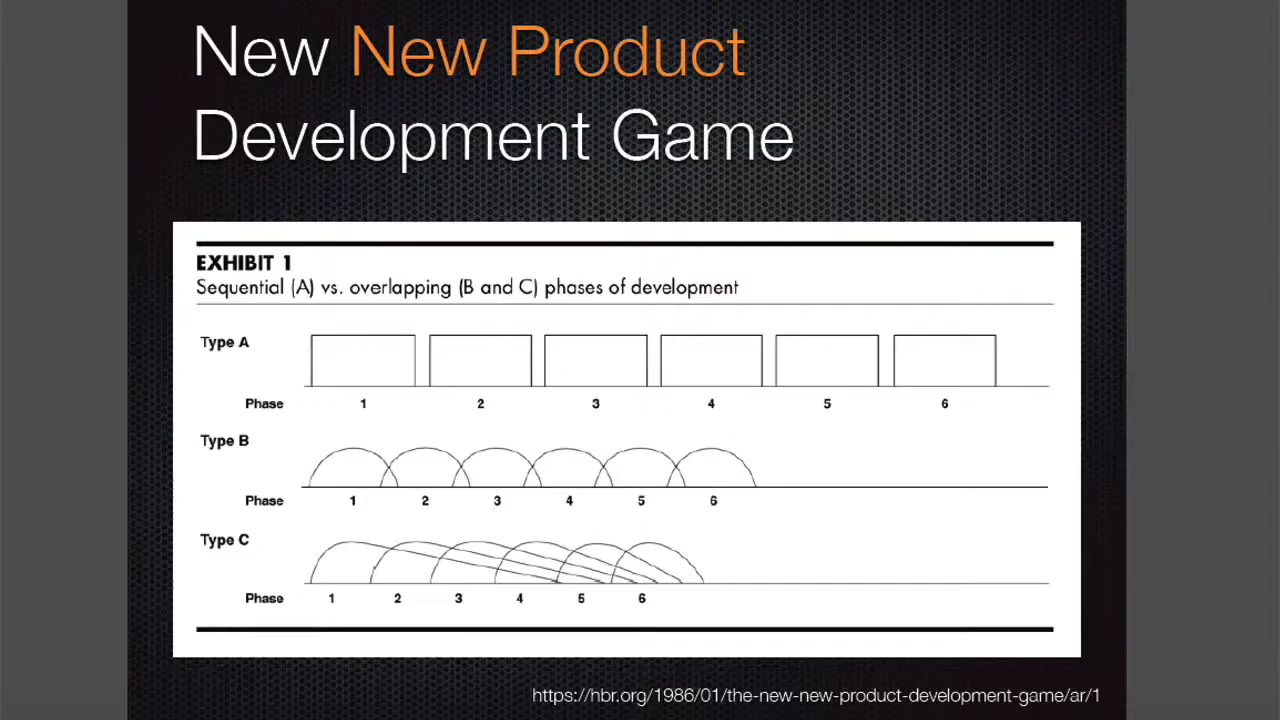 New New Product
Development Game
EXHIBIT 1
Sequential (A) vs. overlapping (B and C) phases of development
Type A
Phase 1 2 3 4 5 6
Type B
Phase 1 2 3 4 5 6
Type C
Phase 1 2 3 4 5 6
https://hbr.org/1986/01/the-new-new-product-development-game/ar/1